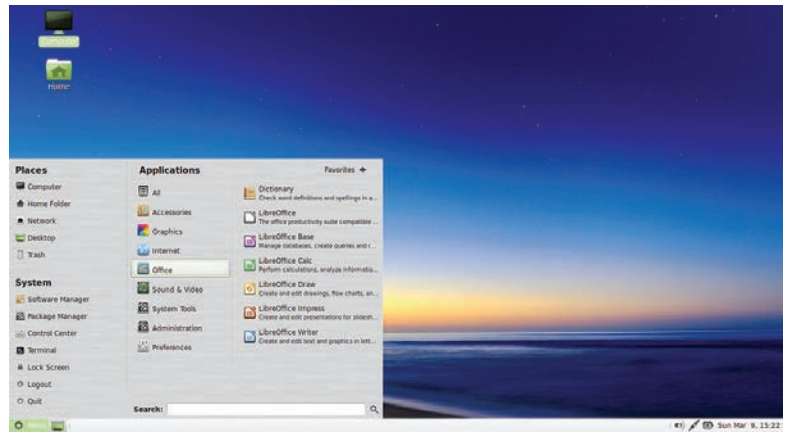 Computer
Home
Places
Computer
Home Folder
Network
Desktop
Trash
System
Software Manager
Package Manager
Control Center
Terminal
Lock Screen
Logout
Quit
Applications
All
Accessories
Graphics
Internet
Office
Sound & Video
System Tools
Administration
Preferences
Favorites
Dictionary
Check word definitions and spellings in a...
LibreOffice
The office productivity suite compatible ...
LibreOffice Base
Manage databases, create queries and r...
LibreOffice Calc
Perform calculations, analyze informatio...
LibreOffice Draw
Create and edit drawings, flow charts, an...
LibreOffice Impress
Create and edit presentations for slidesh...
LibreOffice Writer
Create and edit text and graphics in lett...
Search:
Menu
Sun Mar 9, 15:22